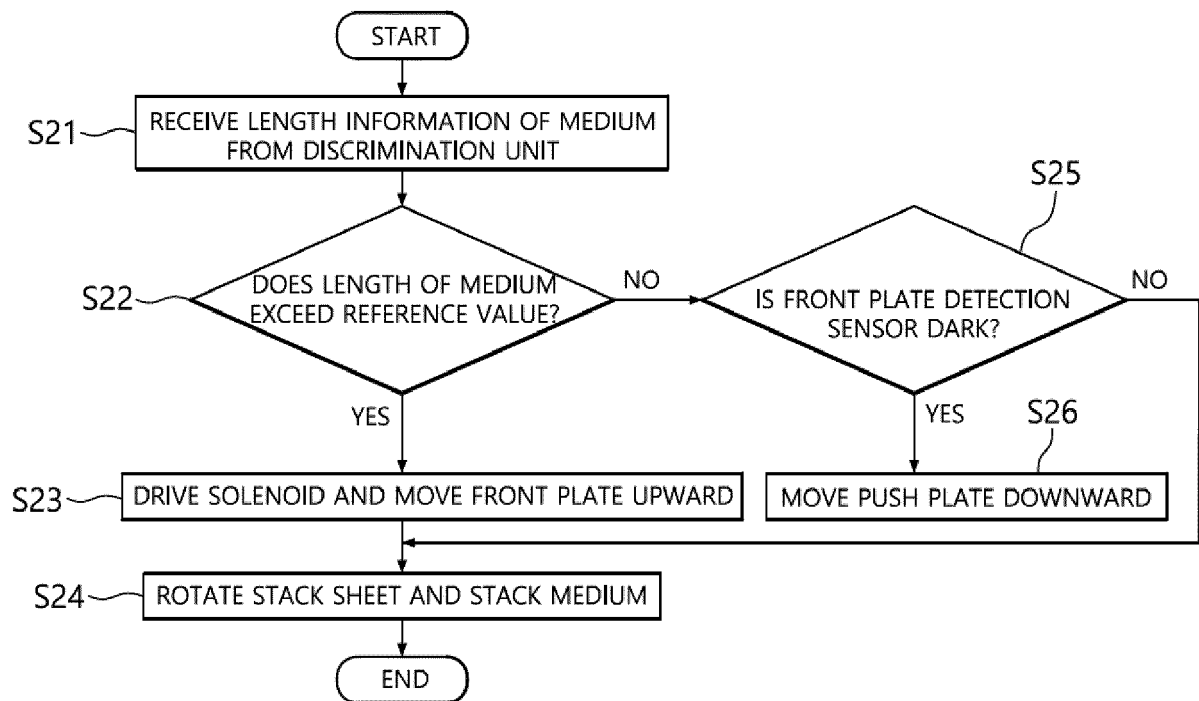 START
S21
RECEIVE LENGTH INFORMATION OF MEDIUM
FROM DISCRIMINATION UNIT
S25
S22
DOES LENGTH OF MEDIUM
EXCEED REFERENCE VALUE?
NO
IS FRONT PLATE DETECTION
SENSOR DARK?
NO
YES
YES
S26
S23
DRIVE SOLENOID AND MOVE FRONT PLATE UPWARD
MOVE PUSH PLATE DOWNWARD
S24
ROTATE STACK SHEET AND STACK MEDIUM
END